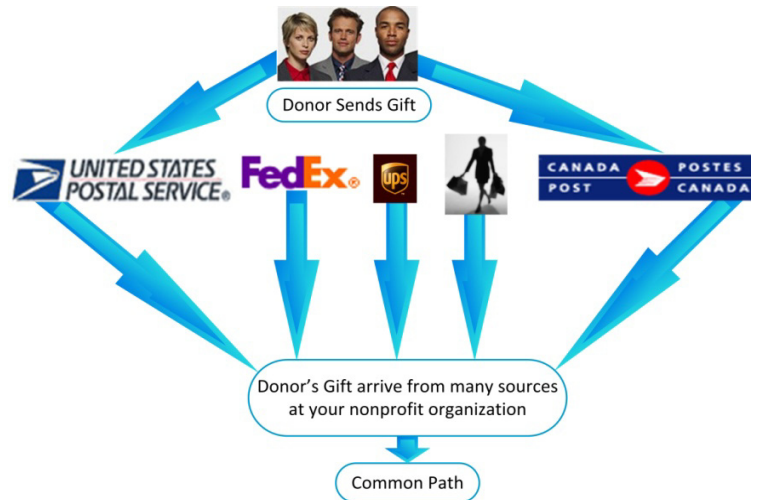 Donor Sends Gift
UNITED STATES
POSTAL SERVICE®
FedEx®
ups
CANADA POSTES
POST CANADA
Donor's Gift arrive from many sources
at your nonprofit organization
Common Path